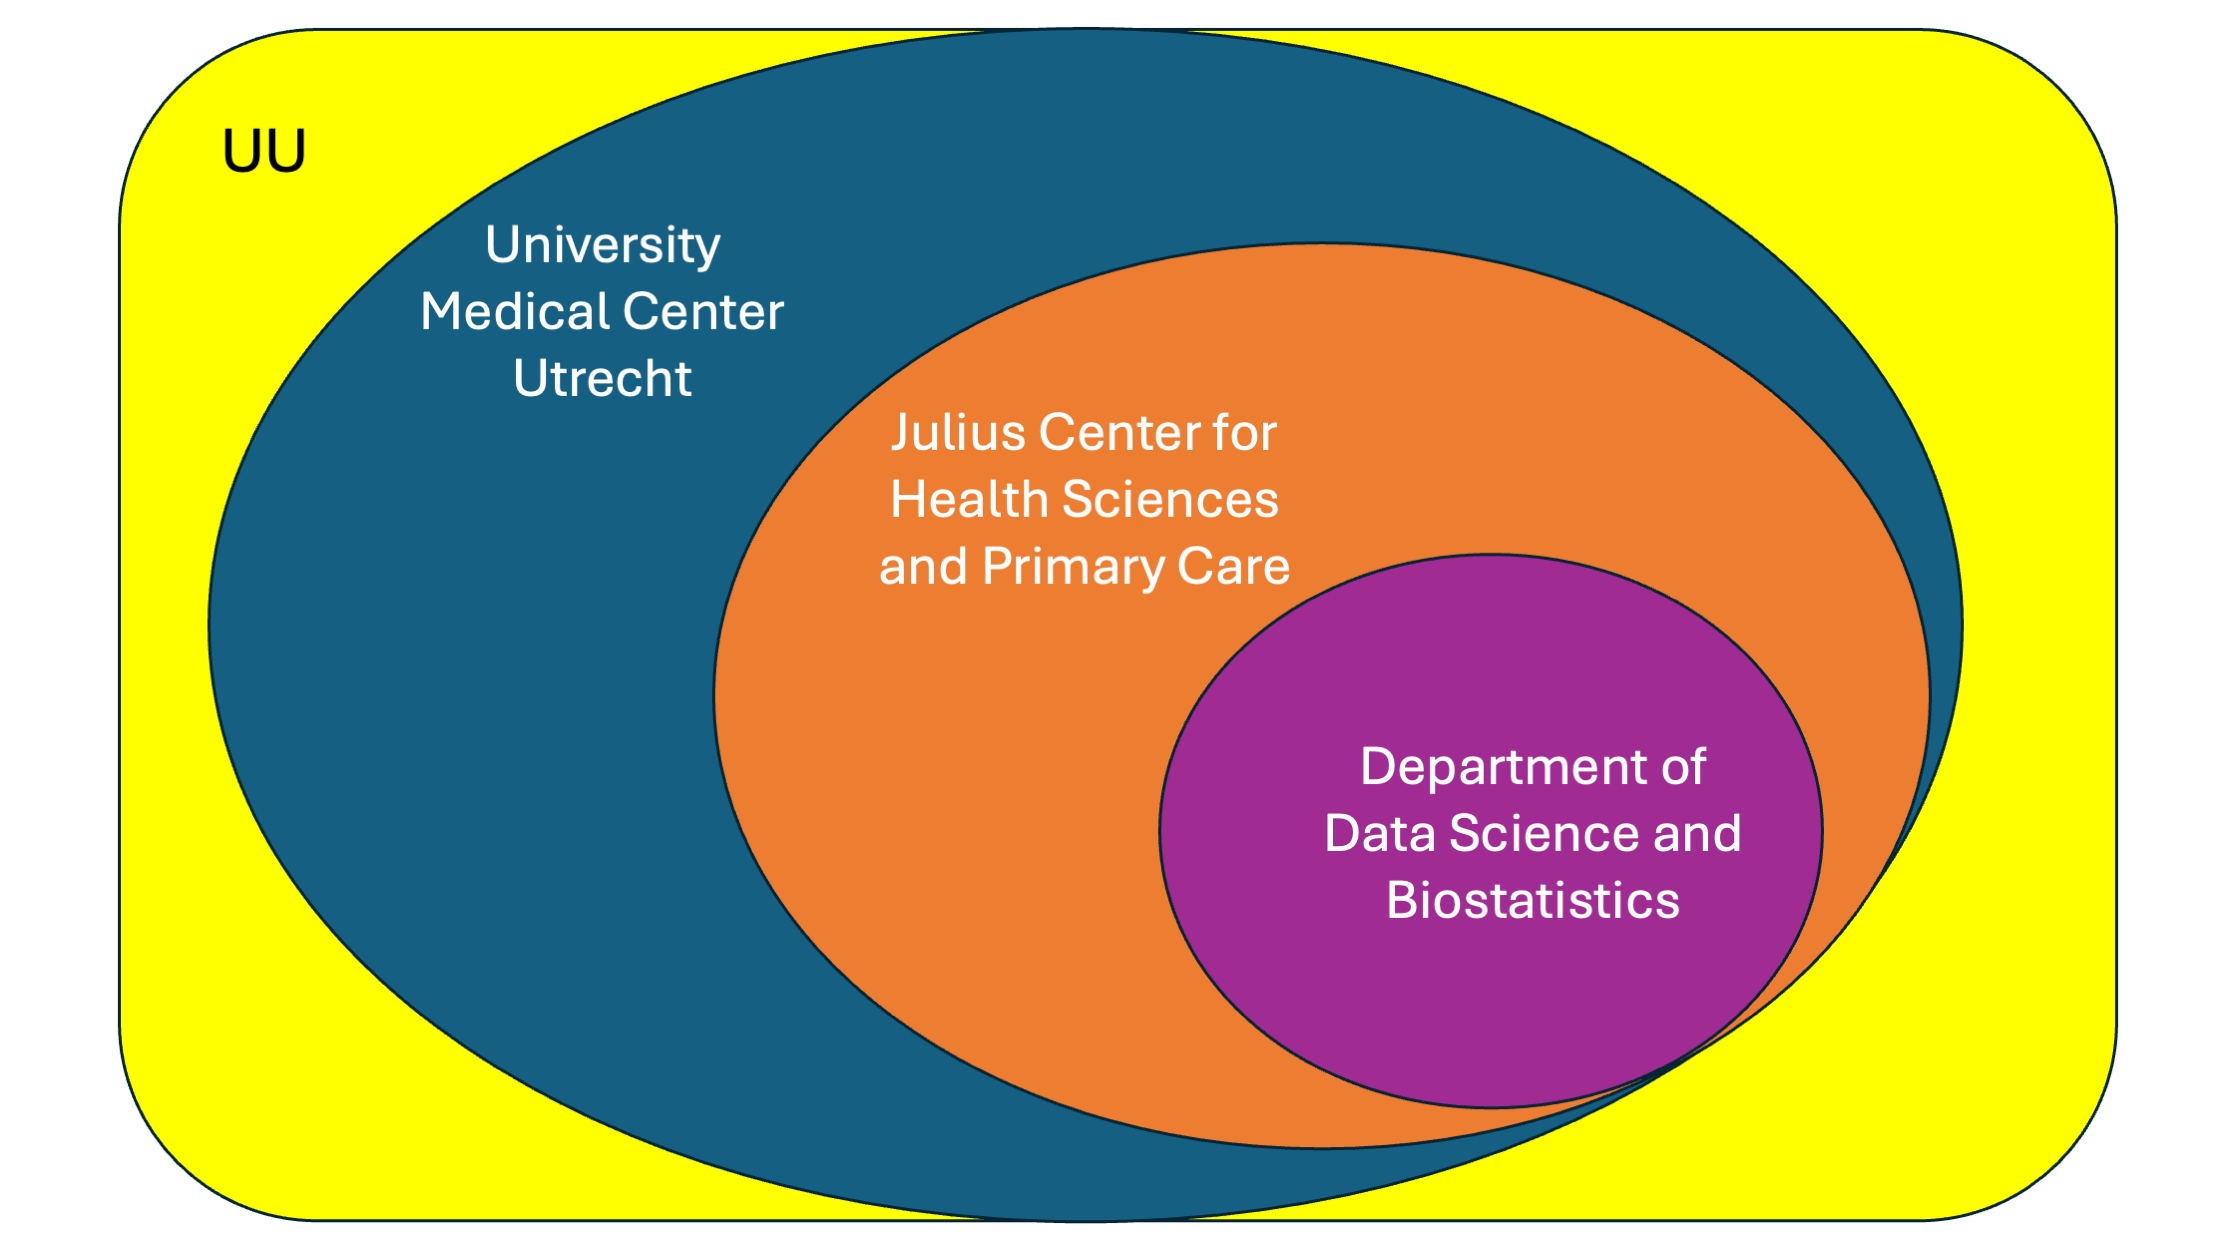 UU
University
Medical Center
Utrecht
Julius Center for
Health Sciences
and Primary Care
Department of
Data Science and
Biostatistics